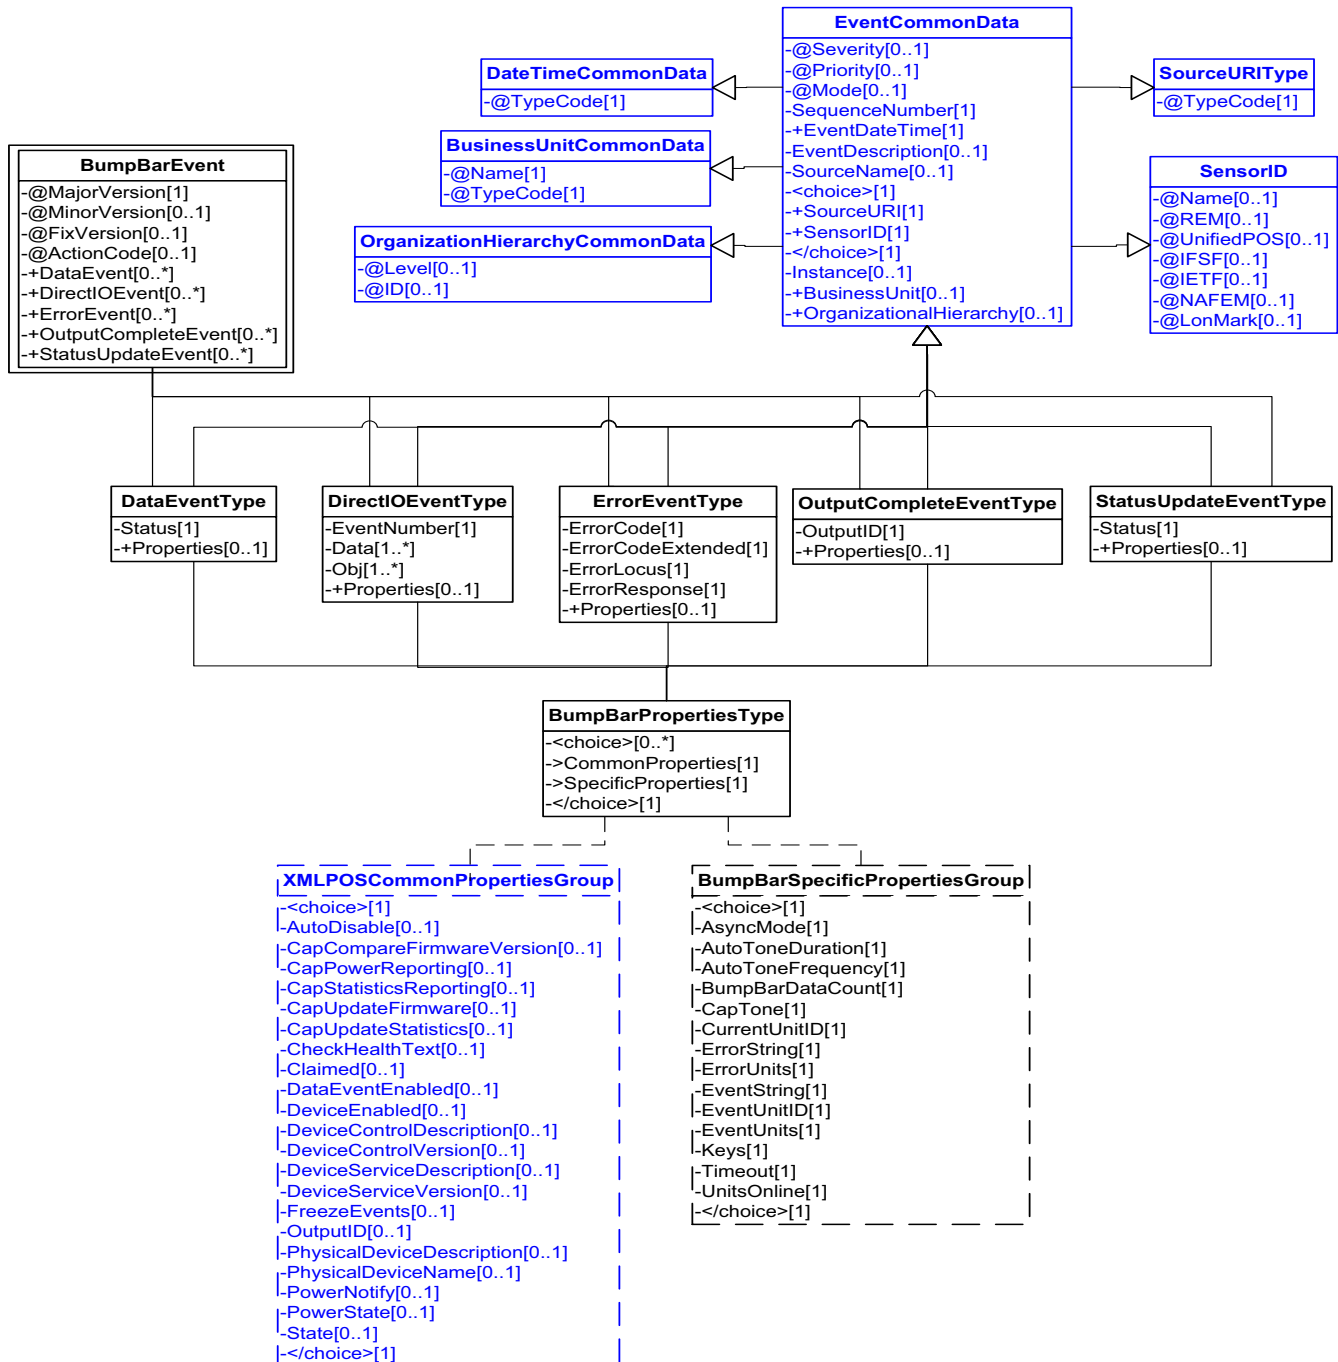 EventCommonData
-@Severity[0..1]
-@Priority[0..1]
-@Mode[0..1]
-SequenceNumber[1]
-+EventDateTime[1]
-EventDescription[0..1]
-SourceName[0..1]
-<choice>[1]
-+SourceURI[1]
-+SensorID[1]
-</choice>[1]
-Instance[0..1]
-+BusinessUnit[0..1]
-+OrganizationalHierarchy[0..1]
DateTimeCommonData
-@TypeCode[1]
SourceURIType
-@TypeCode[1]
BusinessUnitCommonData
-@Name[1]
-@TypeCode[1]
OrganizationHierarchyCommonData
-@Level[0..1]
-@ID[0..1]
SensorID
-@Name[0..1]
-@REM[0..1]
-@UnifiedPOS[0..1]
-@IFSF[0..1]
-@IETF[0..1]
-@NAFEM[0..1]
-@LonMark[0..1]
BumpBarEvent
-@MajorVersion[1]
-@MinorVersion[0..1]
-@FixVersion[0..1]
-@ActionCode[0..1]
-+DataEvent[0..*]
-+DirectIOEvent[0..*]
-+ErrorEvent[0..*]
-+OutputCompleteEvent[0..*]
-+StatusUpdateEvent[0..*]
DataEventType
-Status[1]
-+Properties[0..1]
DirectIOEventType
-EventNumber[1]
-Data[1..*]
-Obj[1..*]
-+Properties[0..1]
ErrorEventType
-ErrorCode[1]
-ErrorCodeExtended[1]
-ErrorLocus[1]
-ErrorResponse[1]
-+Properties[0..1]
OutputCompleteEventType
-OutputID[1]
-+Properties[0..1]
StatusUpdateEventType
-Status[1]
-+Properties[0..1]
BumpBarPropertiesType
-<choice>[0..*]
->CommonProperties[1]
->SpecificProperties[1]
-</choice>[1]
XMLPOSCommonPropertiesGroup
-<choice>[1]
-AutoDisable[0..1]
-CapCompareFirmwareVersion[0..1]
-CapPowerReporting[0..1]
-CapStatisticsReporting[0..1]
-CapUpdateFirmware[0..1]
-CapUpdateStatistics[0..1]
-CheckHealthText[0..1]
-Claimed[0..1]
-DataEventEnabled[0..1]
-DeviceEnabled[0..1]
-DeviceControlDescription[0..1]
-DeviceControlVersion[0..1]
-DeviceServiceDescription[0..1]
-DeviceServiceVersion[0..1]
-FreezeEvents[0..1]
-OutputID[0..1]
-PhysicalDeviceDescription[0..1]
-PhysicalDeviceName[0..1]
-PowerNotify[0..1]
-PowerState[0..1]
-State[0..1]
-</choice>[1]
BumpBarSpecificPropertiesGroup
-<choice>[1]
-AsyncMode[1]
-AutoToneDuration[1]
-AutoToneFrequency[1]
-BumpBarDataCount[1]
-CapTone[1]
-CurrentUnitID[1]
-ErrorString[1]
-ErrorUnits[1]
-EventString[1]
-EventUnitID[1]
-EventUnits[1]
-Keys[1]
-Timeout[1]
-UnitsOnline[1]
-</choice>[1]